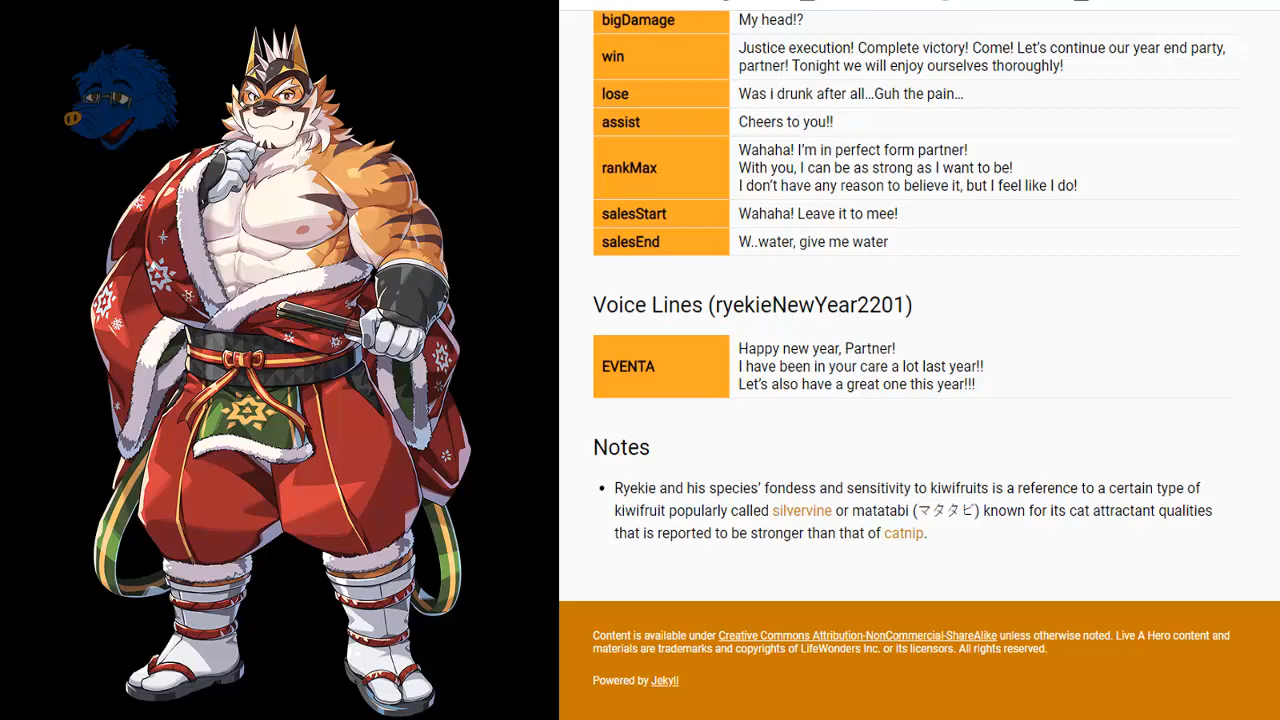 bigDamage My head!?
win Justice execution! Complete victory! Come! Let's continue our year end party,
partner! Tonight we will enjoy ourselves thoroughly!
lose Was i drunk after all...Guh the pain...
assist Cheers to you!!
rankMax Wahaha! I'm in perfect form partner!
With you, I can be as strong as I want to be!
I don't have any reason to believe it, but I feel like I do!
salesStart Wahaha! Leave it to mee!
salesEnd W..water, give me water
Voice Lines (ryekieNewYear2201)
EVENTA Happy new year, Partner!
I have been in your care a lot last year!!
Let's also have a great one this year!!!
Notes
• Ryekie and his species' fondess and sensitivity to kiwifruits is a reference to a certain type of
kiwifruit popularly called silvervine or matatabi (マタタビ) known for its cat attractant qualities
that is reported to be stronger than that of catnip.
Content is available under Creative Commons Attribution-NonCommercial-ShareAlike unless otherwise noted. Live A Hero content and
materials are trademarks and copyrights of LifeWonders Inc. or its licensors. All rights reserved.
Powered by Jekyll